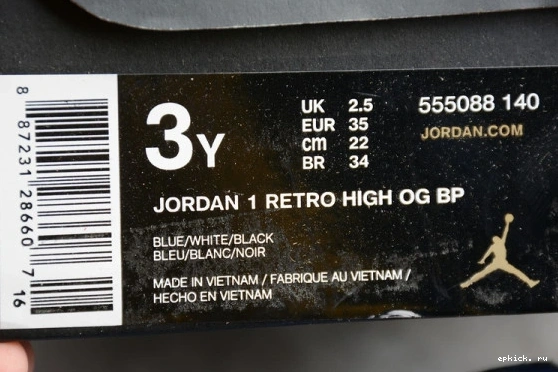 8 87231 28660 7 16
3Y
UK 2.5
EUR 35
cm 22
BR 34
555088 140
JORDAN.COM
JORDAN 1 RETRO HIGH OG BP
BLUE/WHITE/BLACK
BLEU/BLANC/NOIR
MADE IN VIETNAM / FABRIQUE AU VIETNAM /
HECHO EN VIETNAM
epkick.ru